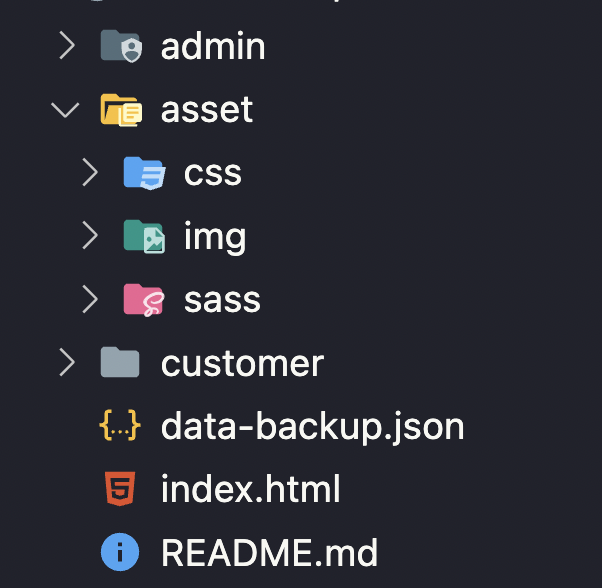 admin
asset
css
img
sass
customer
data-backup.json
index.html
README.md